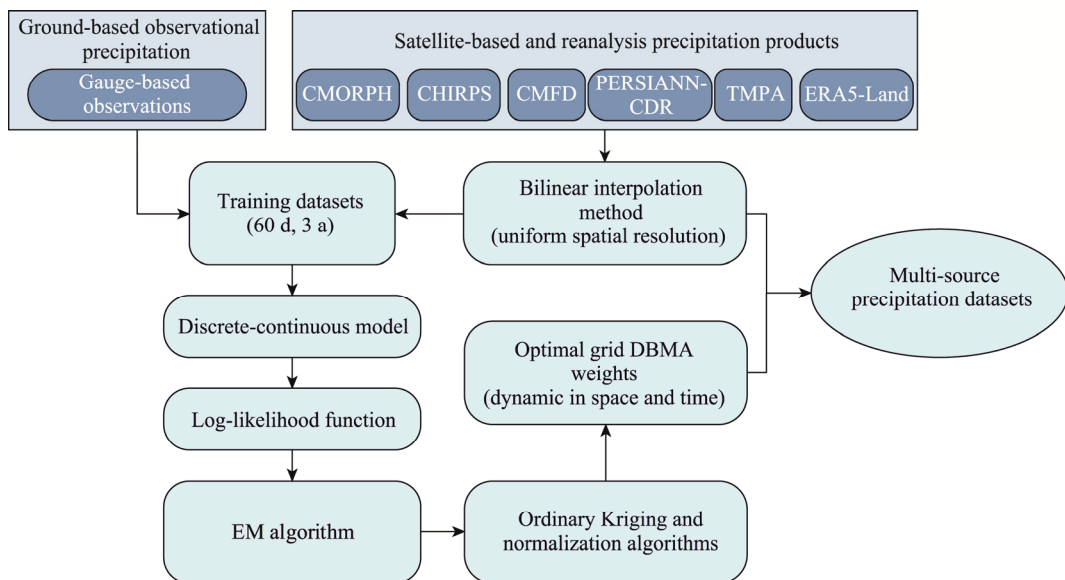 Ground-based observational
precipitation
Gauge-based
observations
Satellite-based and reanalysis precipitation products
CMORPH
CHIRPS
CMFD
PERSIANN-
CDR
TMPA
ERA5-Land
Training datasets
(60 d, 3 a)
Bilinear interpolation
method
(uniform spatial resolution)
Multi-source
precipitation datasets
Discrete-continuous model
Optimal grid DBMA
weights
(dynamic in space and time)
Log-likelihood function
EM algorithm
Ordinary Kriging and
normalization algorithms